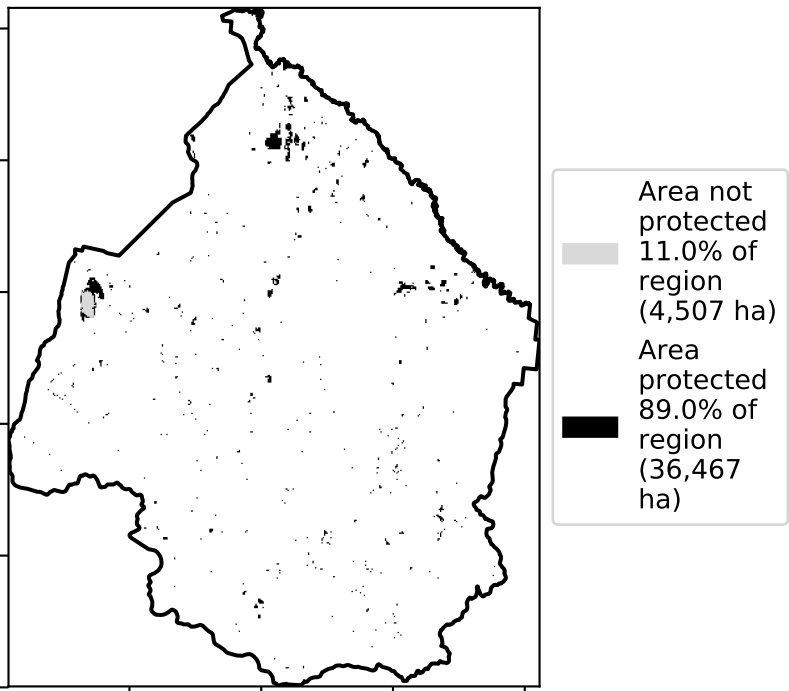 Area not
protected
11.0% of
region
(4,507 ha)
Area
protected
89.0% of
region
(36,467
ha)